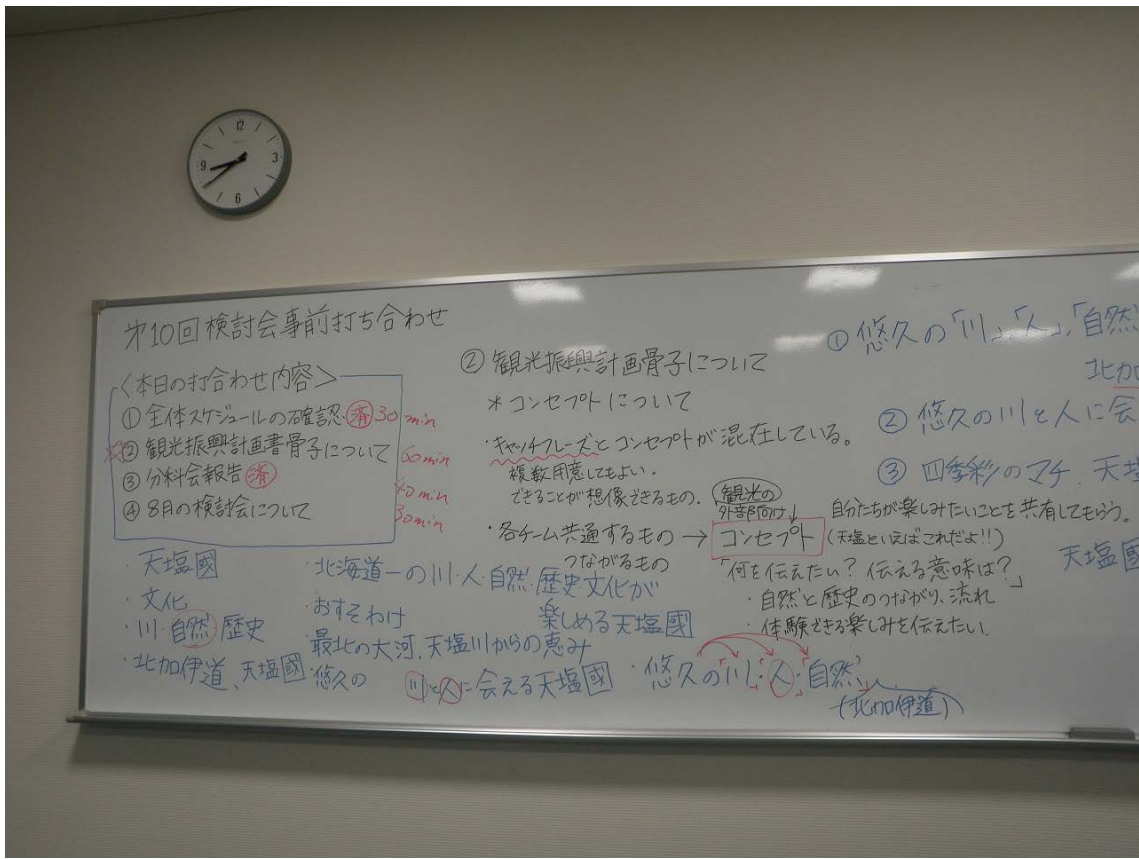 12
3
6
9
才10回検討会事前打ち合わせ
<本日の打合わせ内容>
① 全体スケジュールの確認・済 30min
② 観光振興計画書骨子について 60min
③ 分料会報告 済 40min
④ 8月の検討会について 30min
・天塩國
・文化
・川・自然・歴史
・北加伊道、天塩國
・北海道一の川・人・自然・歴史・文化が
楽しめる天塩國
・おすそわけ
・最北の大河、天塩川からの恵み
・悠久の 川と人に会える天塩國
② 観光振興計画骨子について
*コンセプトについて
・キャッチフレーズとコンセプトが混在している。
複数用意してもよい。
できることが想像できるもの。
・各チーム共通するもの → コンセプト
つながるもの
観光の
外部向け↓
自分たちが楽しみたいことを共有してもらう。
(天塩といえばこれだよ!!)
「何を伝えたい?伝える意味は?」
・自然と歴史のつながり、流れ
・体験できる楽しみを伝えたい。
・悠久の「川」・「人」・「自然」
(北加伊道)
① 悠久の「川」、「人」、「自然
北加
② 悠久の川と人に会
③ 四季彩のマチ 天塩
天塩國